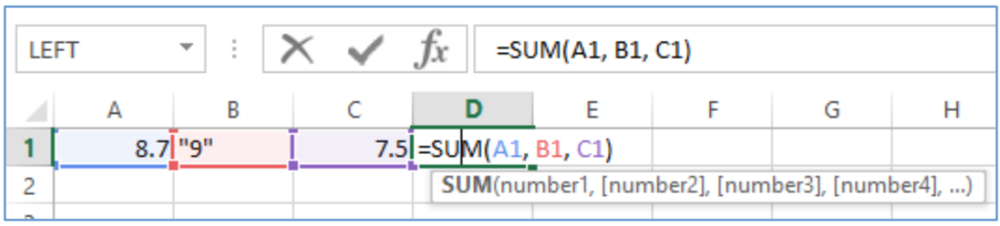 LEFT fx =SUM(A1, B1, C1)
A B C D E F G H
1 8.7 "9" 7.5 =SUM(A1, B1, C1)
2 SUM(number1, [number2], [number3], [number4], ...)